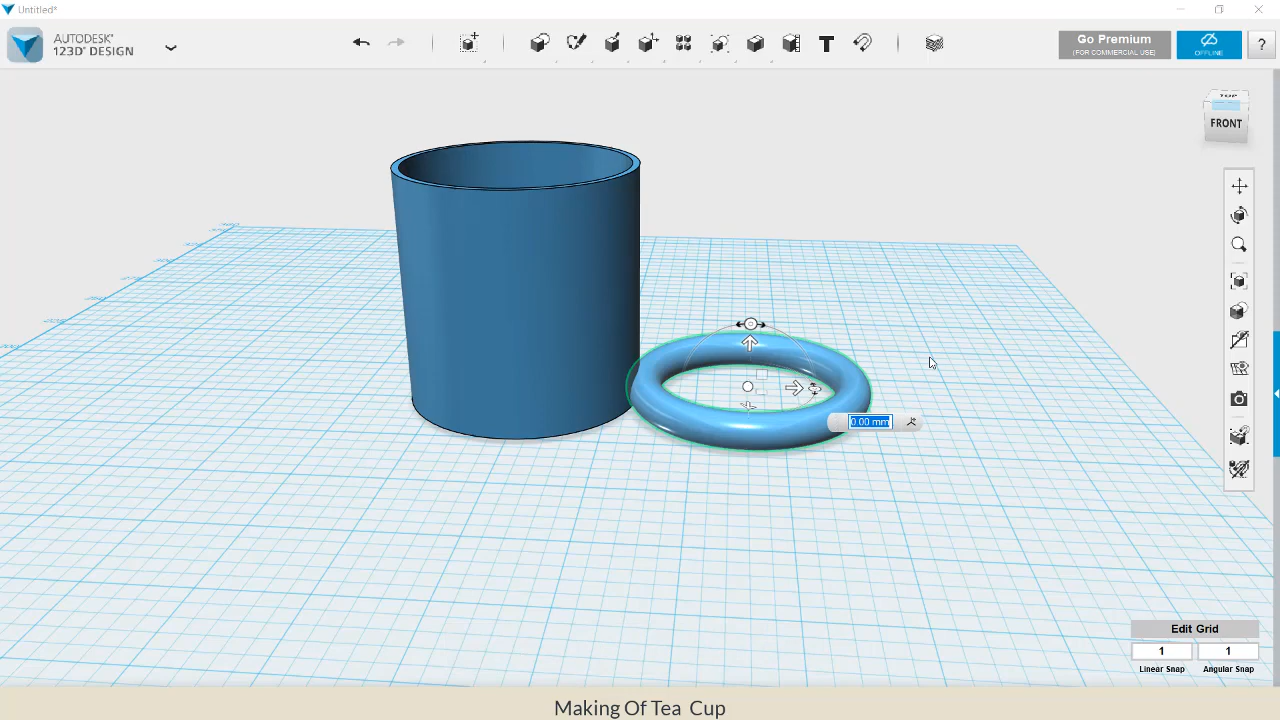 Untitled*
AUTODESK®
123D® DESIGN
Go Premium
(FOR COMMERCIAL USE)
OFFLINE
?
TOP
FRONT
0.00 mm
Edit Grid
1 1
Linear Snap Angular Snap
Making Of Tea Cup